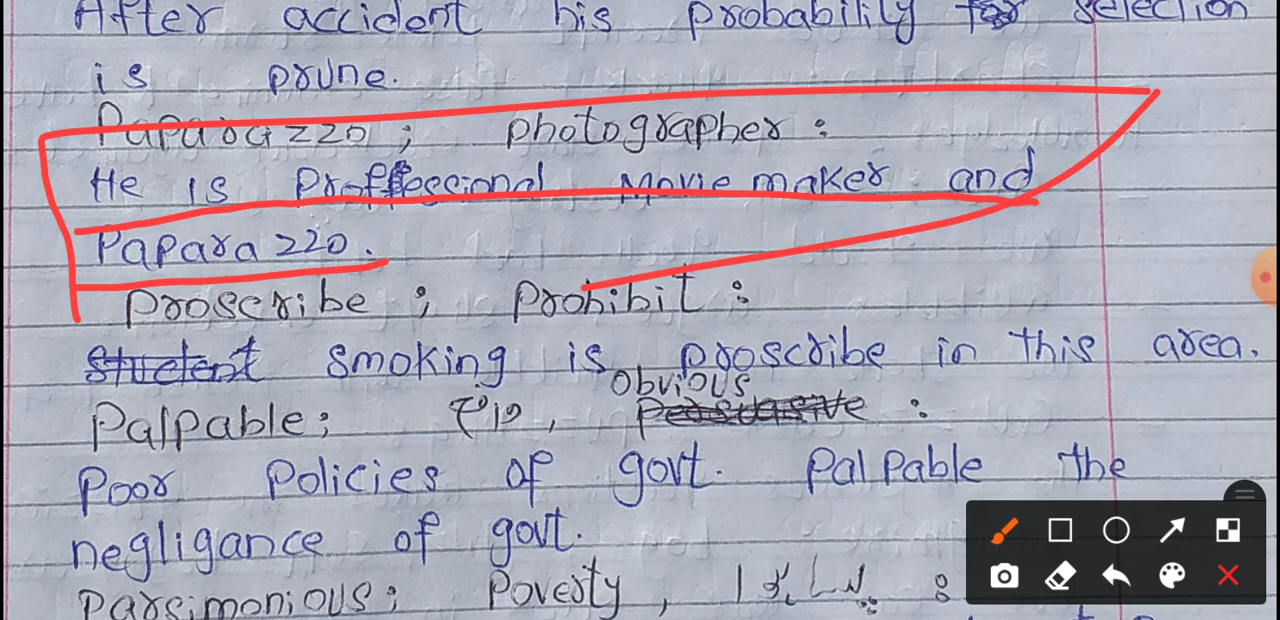 After accident his probability for selection
is prune.
Paparazzo; photographer:
He is Proffessional Movie maker and
Paparazzo.
Proscribe; Prohibit:
Student smoking is proscribe in this area.
Obvious
Palpable; , Persuasive :
Poor Policies of govt. Palpable the
negligance of govt.
Parsimonious; Poverty, :